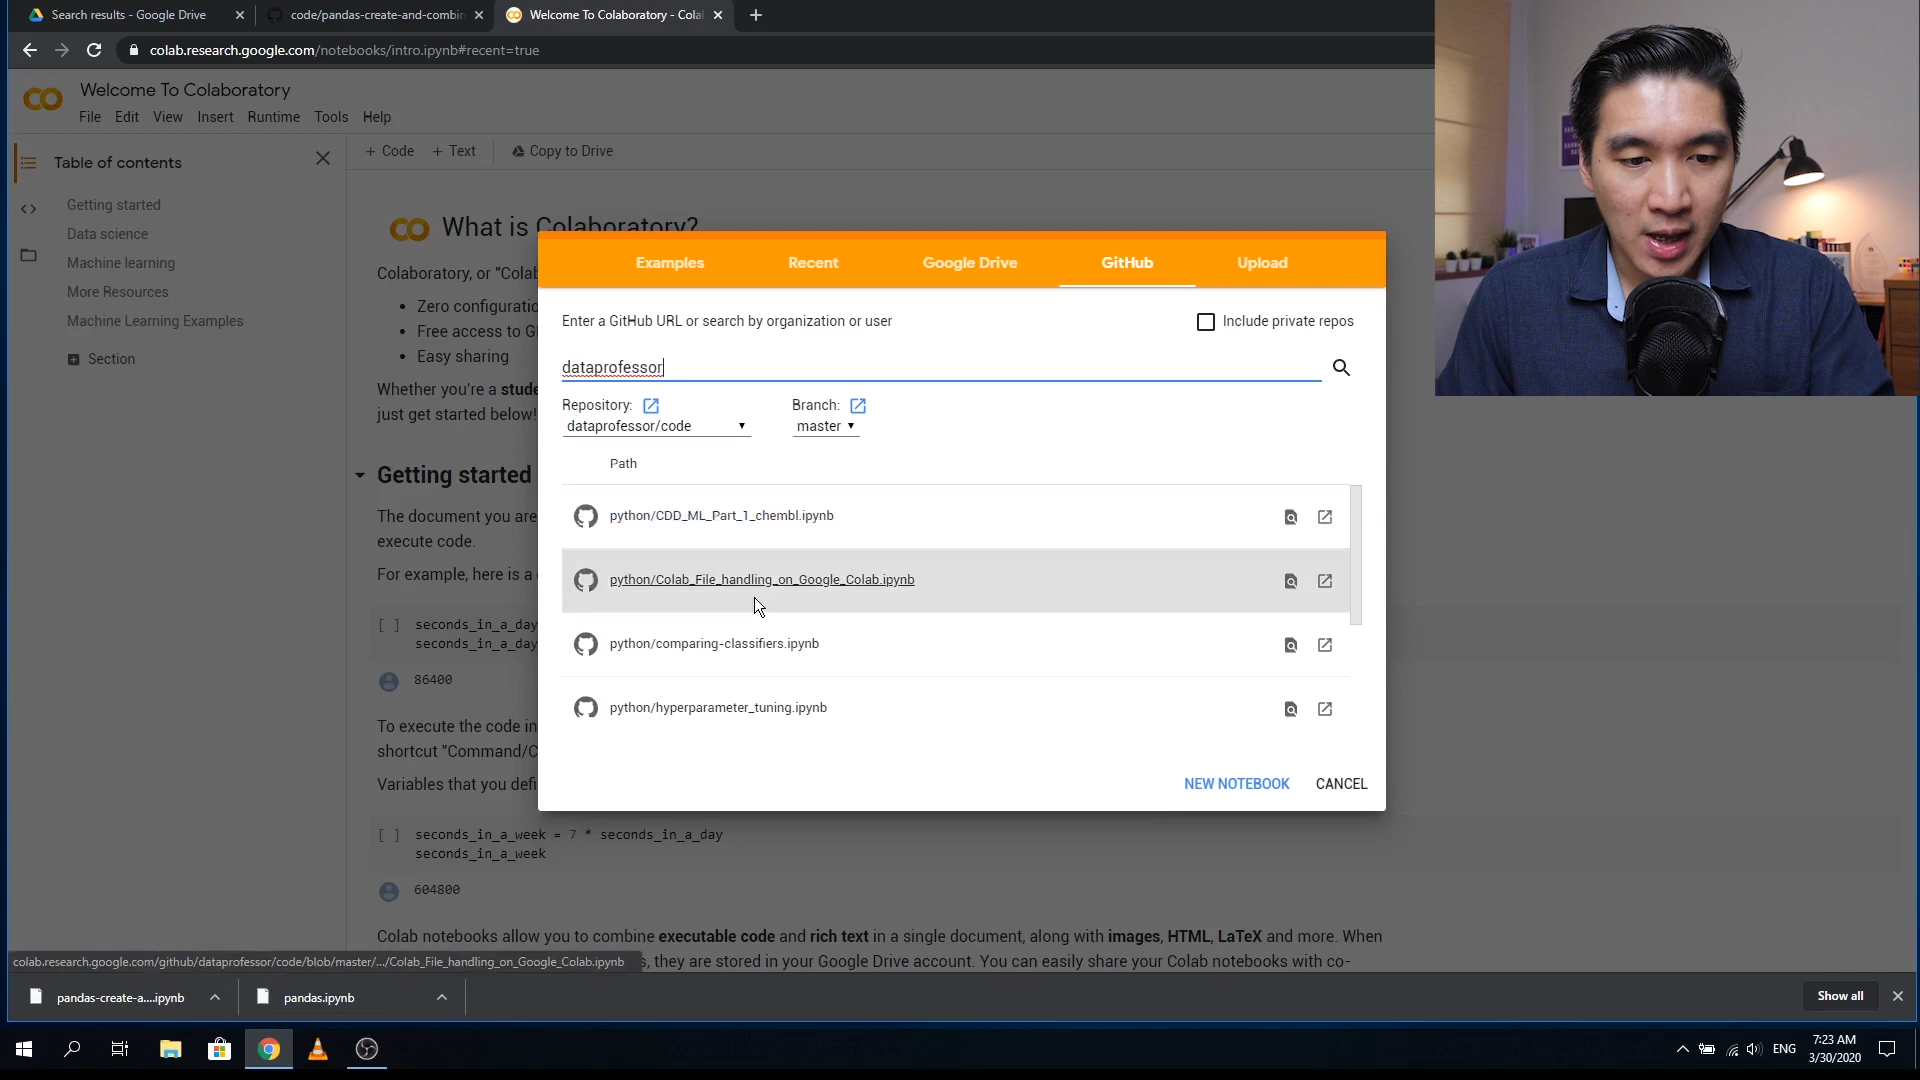 Search results - Google Drive
code/pandas-create-and-combin
Welcome To Colaboratory - Cola
colab.research.google.com/notebooks/intro.ipynb#recent=true
Welcome To Colaboratory
File Edit View Insert Runtime Tools Help
Table of contents
+ Code + Text Copy to Drive
Getting started
Data science
Machine learning
More Resources
Machine Learning Examples
Section
What is Colaboratory?
Colaboratory, or "Colab
• Zero configuratio
• Free access to G
• Easy sharing
Whether you're a stude
just get started below!
Getting started
The document you are
execute code.
For example, here is a
[ ] seconds_in_a_day
seconds_in_a_day
86400
To execute the code in
shortcut "Command/C
Variables that you defi
[ ] seconds_in_a_week = 7 * seconds_in_a_day
seconds_in_a_week
604800
Colab notebooks allow you to combine executable code and rich text in a single document, along with images, HTML, LaTeX and more. When
s, they are stored in your Google Drive account. You can easily share your Colab notebooks with co-
Examples Recent Google Drive GitHub Upload
Enter a GitHub URL or search by organization or user
Include private repos
dataprofessor
Repository: Branch:
dataprofessor/code master
Path
python/CDD_ML_Part_1_chembl.ipynb
python/Colab_File_handling_on_Google_Colab.ipynb
python/comparing-classifiers.ipynb
python/hyperparameter_tuning.ipynb
NEW NOTEBOOK CANCEL
colab.research.google.com/github/dataprofessor/code/blob/master/.../Colab_File_handling_on_Google_Colab.ipynb
pandas-create-a....ipynb
pandas.ipynb
Show all
ENG
7:23 AM
3/30/2020